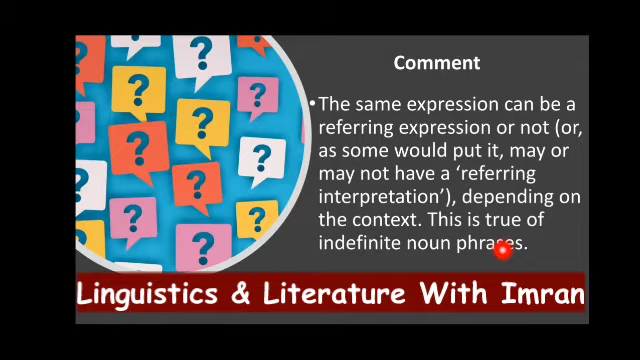 Comment
•The same expression can be a
referring expression or not (or,
as some would put it, may or
may not have a ‘referring
interpretation’), depending on
the context. This is true of
indefinite noun phrases.
Linguistics & Literature With Imran